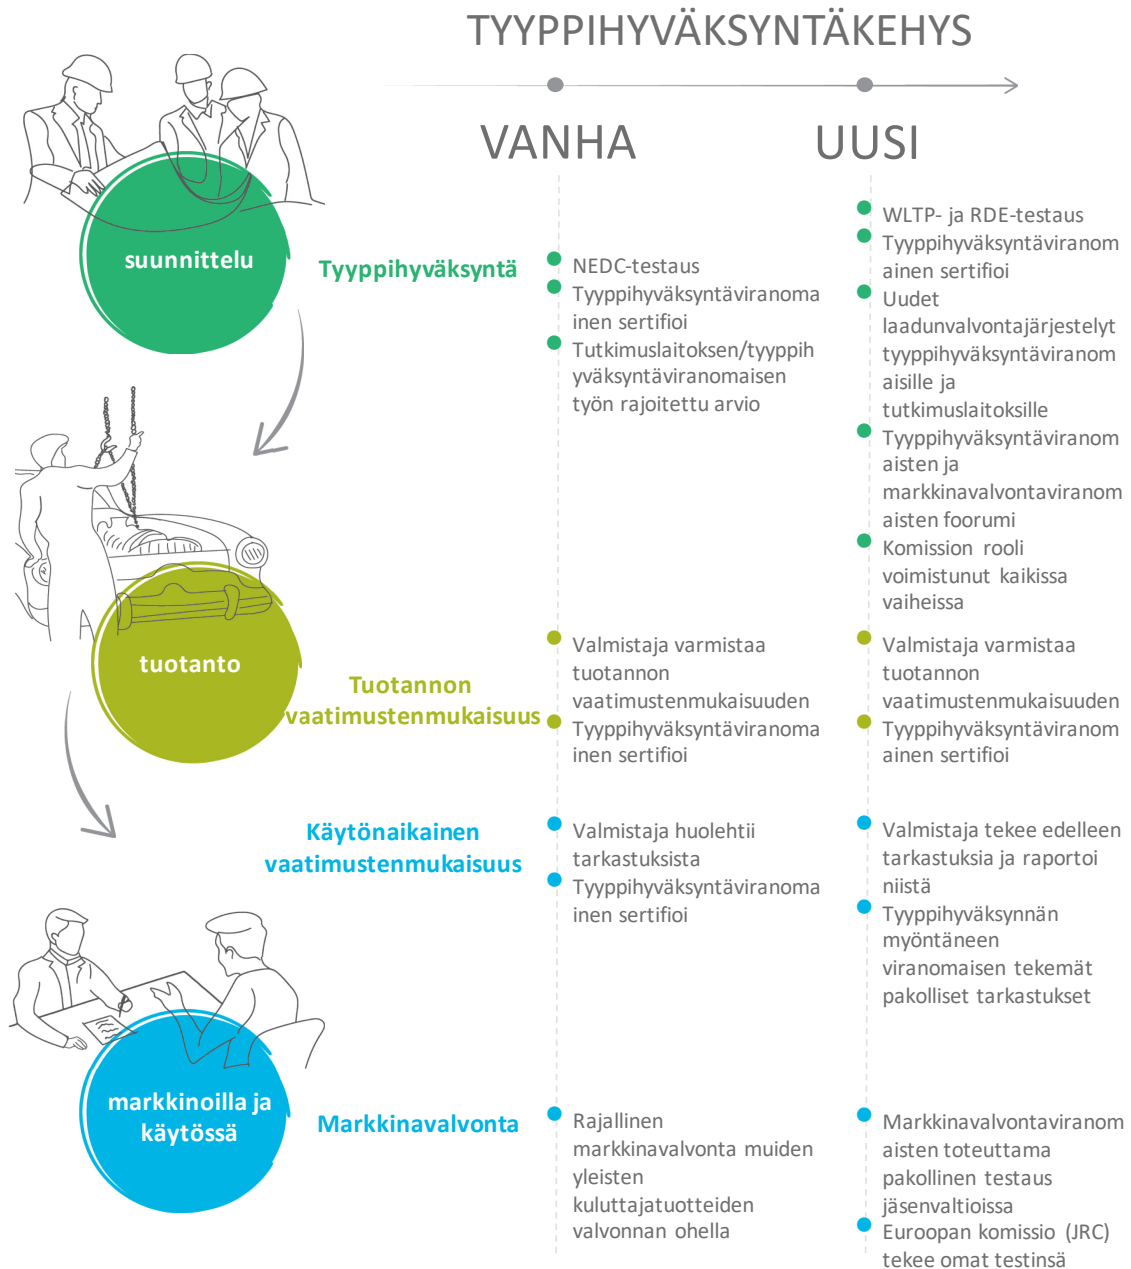 TYYPPIHYVÄKSYNTÄKEHYS
VANHA
UUSI
suunnittelu
Tyyppihyväksyntä
NEDC-testaus
Tyyppihyväksyntäviranoma
inen sertifioi
Tutkimuslaitoksen/tyyppih
yväksyntäviranomaisen
työn rajoitettu arvio
WLTP- ja RDE-testaus
Tyyppihyväksyntäviranom
ainen sertifioi
Uudet
laadunvalvontajärjestelyt
tyyppihyväksyntäviranom
aisille ja
tutkimuslaitoksille
Tyyppihyväksyntäviranom
aisten ja
markkinavalvontaviranom
aisten foorumi
Komission rooli
voimistunut kaikissa
vaiheissa
tuotanto
Tuotannon
vaatimustenmukaisuus
Valmistaja varmistaa
tuotannon
vaatimustenmukaisuuden
Tyyppihyväksyntäviranoma
inen sertifioi
Valmistaja varmistaa
tuotannon
vaatimustenmukaisuuden
Tyyppihyväksyntäviranom
ainen sertifioi
Käytönaikainen
vaatimustenmukaisuus
Valmistaja huolehtii
tarkastuksista
Tyyppihyväksyntäviranoma
inen sertifioi
Valmistaja tekee edelleen
tarkastuksia ja raportoi
niistä
Tyyppihyväksynnän
myöntäneen
viranomaisen tekemät
pakolliset tarkastukset
markkinoilla ja
käytössä
Markkinavalvonta
Rajallinen
markkinavalvonta muiden
yleisten
kuluttajatuotteiden
valvonnan ohella
Markkinavalvontaviranom
aisten toteuttama
pakollinen testaus
jäsenvaltioissa
Euroopan komissio (JRC)
tekee omat testinsä